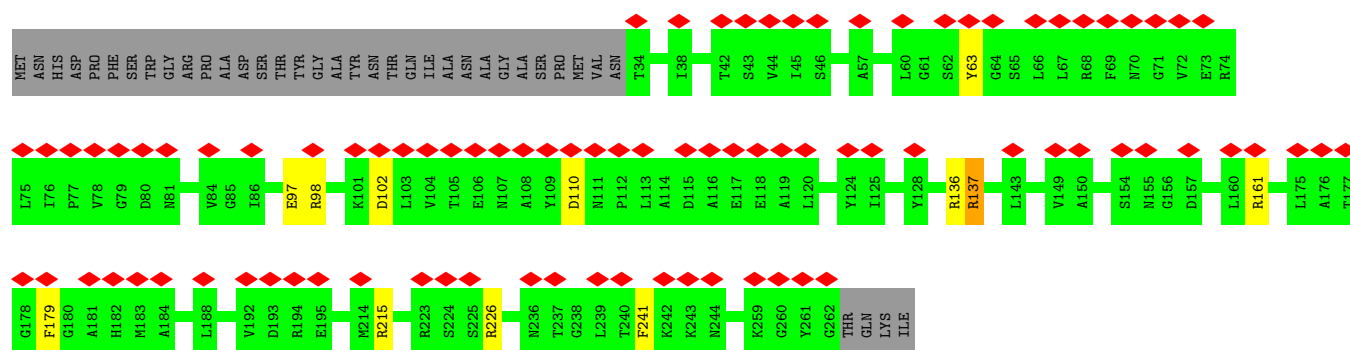 MET ASN HIS ASP PRO PHE SER TRP GLY ARG PRO ALA ASP SER THR TYR GLY ALA TYR ASN THR GLN ILE ALA ASN ALA GLY ALA SER PRO MET VAL ASN T34 I38 T42 S43 V44 I45 S46 A57 L60 G61 S62 Y63 G64 S65 L66 L67 R68 F69 N70 G71 V72 E73 R74
L75 I76 P77 V78 G79 D80 N81 V84 G85 I86 E97 R98 K101 D102 L103 V104 T105 E106 N107 A108 Y109 D110 N111 P112 L113 A114 D115 A116 E117 E118 A119 L120 Y124 I125 Y128 R136 R137 L143 V149 A150 S154 N155 G156 D157 L160 R161 L175 A176 T177
G178 F179 G180 A181 H182 M183 A184 L188 V192 D193 R194 E195 M214 R215 R223 S224 S225 R226 N236 T237 G238 L239 T240 F241 K242 K243 N244 K259 G260 Y261 G262 THR GLN LYS ILE